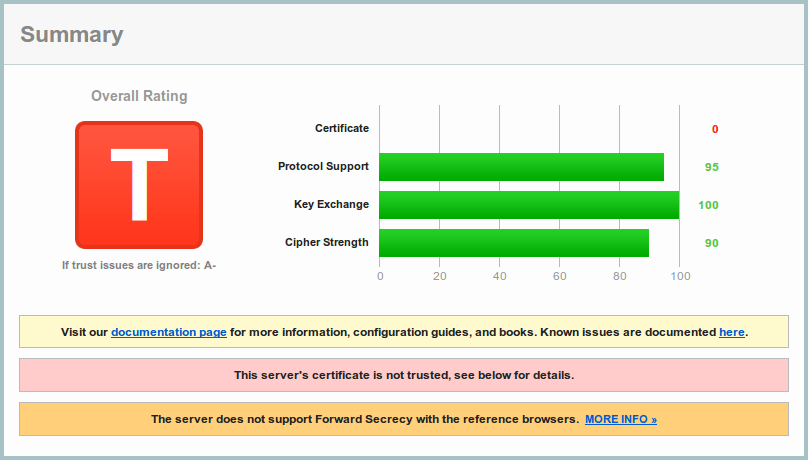 Summary
Overall Rating
T
If trust issues are ignored: A-
Certificate 0
Protocol Support 95
Key Exchange 100
Cipher Strength 90
0 20 40 60 80 100
Visit our documentation page for more information, configuration guides, and books. Known issues are documented here.
This server's certificate is not trusted, see below for details.
The server does not support Forward Secrecy with the reference browsers. MORE INFO »